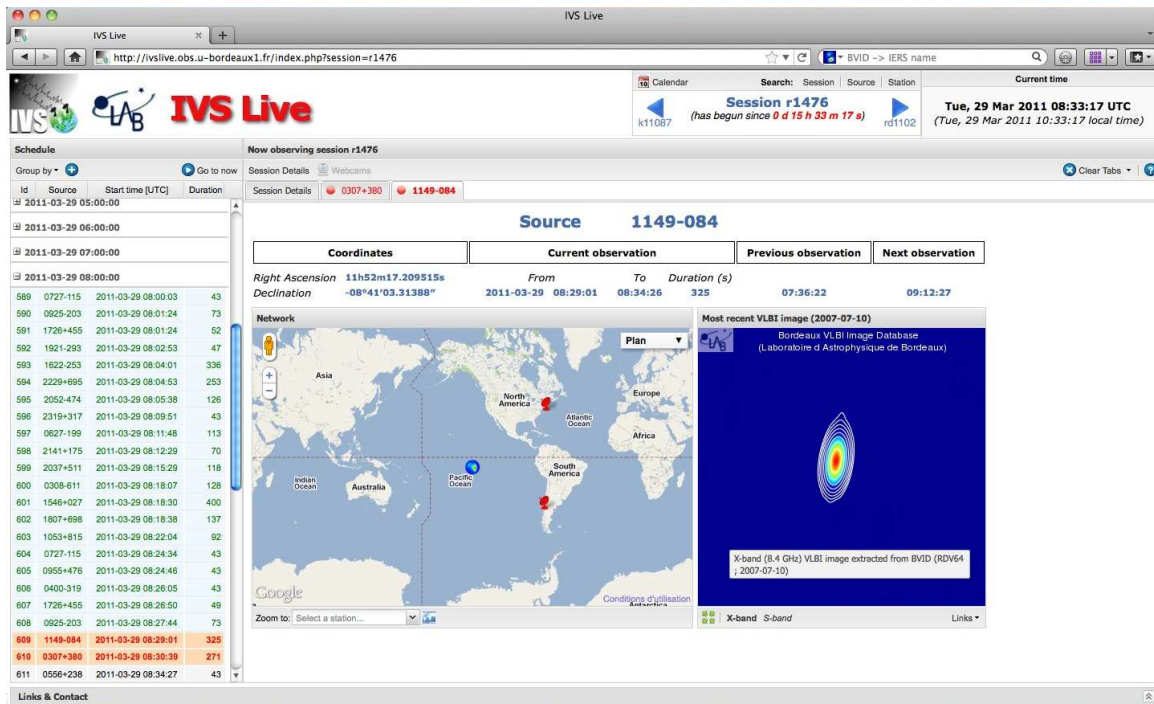 IVS Live
IVS Live
http://ivslive.obs.u-bordeaux1.fr/index.php?session=r1476
BVID -> IERS name
IVS
LAB
IVS Live
10 Calendar
Search: Session Source Station
Session r1476
(has begun since 0 d 15 h 33 m 17 s)
k11087
rd1102
Current time
Tue, 29 Mar 2011 08:33:17 UTC
(Tue, 29 Mar 2011 10:33:17 local time)
Schedule
Group by
Go to now
Id Source Start time [UTC] Duration
2011-03-29 05:00:00
2011-03-29 06:00:00
2011-03-29 07:00:00
2011-03-29 08:00:00
589 0727-115 2011-03-29 08:00:03 43
590 0925-203 2011-03-29 08:01:24 73
591 1726+455 2011-03-29 08:01:24 52
592 1921-293 2011-03-29 08:02:53 47
593 1622-253 2011-03-29 08:04:01 336
594 2229+695 2011-03-29 08:04:53 253
595 2052-474 2011-03-29 08:05:38 126
596 2319+317 2011-03-29 08:09:51 43
597 0627-199 2011-03-29 08:11:48 113
598 2141+175 2011-03-29 08:12:29 70
599 2037+511 2011-03-29 08:15:29 118
600 0308-611 2011-03-29 08:18:07 128
601 1546+027 2011-03-29 08:18:30 400
602 1807+698 2011-03-29 08:18:38 137
603 1053+815 2011-03-29 08:22:04 92
604 0727-115 2011-03-29 08:24:34 43
605 0955+476 2011-03-29 08:24:46 43
606 0400-319 2011-03-29 08:26:05 43
607 1726+455 2011-03-29 08:26:50 49
608 0925-203 2011-03-29 08:27:44 73
609 1149-084 2011-03-29 08:29:01 325
610 0307+380 2011-03-29 08:30:39 271
611 0556+238 2011-03-29 08:34:27 43
Now observing session r1476
Session Details Webcams
Clear Tabs
Session Details 0307+380 1149-084
Source 1149-084
Coordinates Current observation Previous observation Next observation
Right Ascension 11h52m17.209515s From To Duration (s)
Declination -08°41'03.31388" 2011-03-29 08:29:01 08:34:26 325 07:36:22 09:12:27
Network
Plan
Asia
North America
Europe
Atlantic Ocean
Africa
Indian Ocean
Australia
Pacific Ocean
South America
Google
Conditions d'utilisation
Antarctica
Zoom to: Select a station...
Most recent VLBI image (2007-07-10)
LAB
Bordeaux VLBI Image Database
(Laboratoire d Astrophysique de Bordeaux)
X-band (8.4 GHz) VLBI image extracted from BVID (RDV64
; 2007-07-10)
X-band S-band
Links
Links & Contact